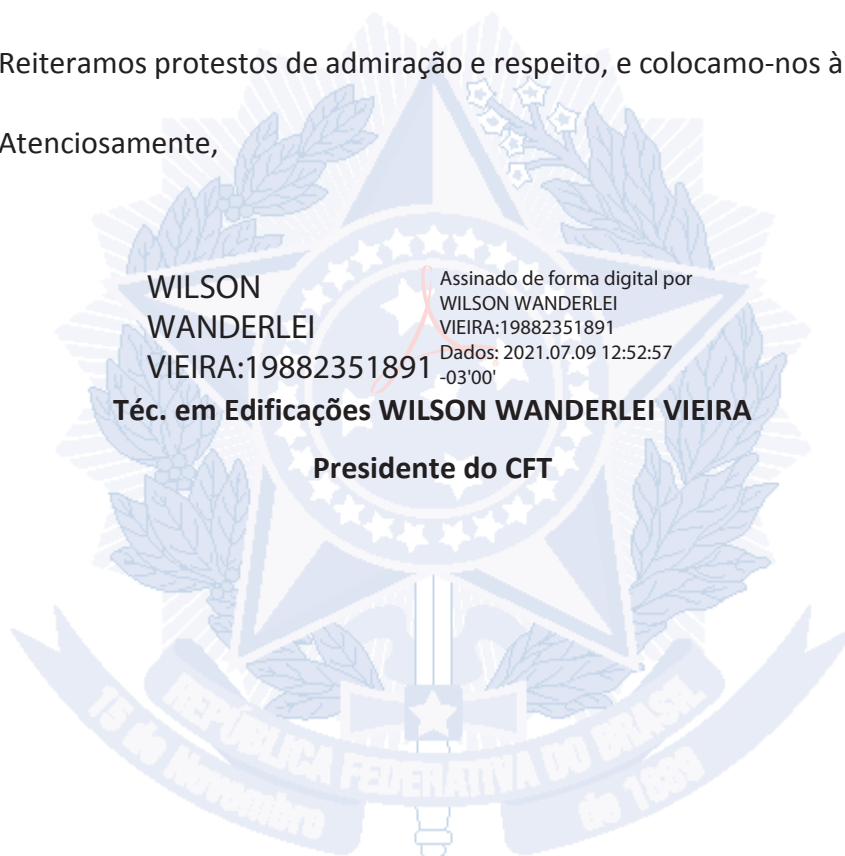 Reiteramos protestos de admiração e respeito, e colocamo-nos à
Atenciosamente,
WILSON
WANDERLEI
VIEIRA:19882351891
Assinado de forma digital por
WILSON WANDERLEI
VIEIRA:19882351891
Dados: 2021.07.09 12:52:57
-03'00'
Téc. em Edificações WILSON WANDERLEI VIEIRA
Presidente do CFT
REPÚBLICA FEDERATIVA DO BRASIL
15 de Novembro
de 1889